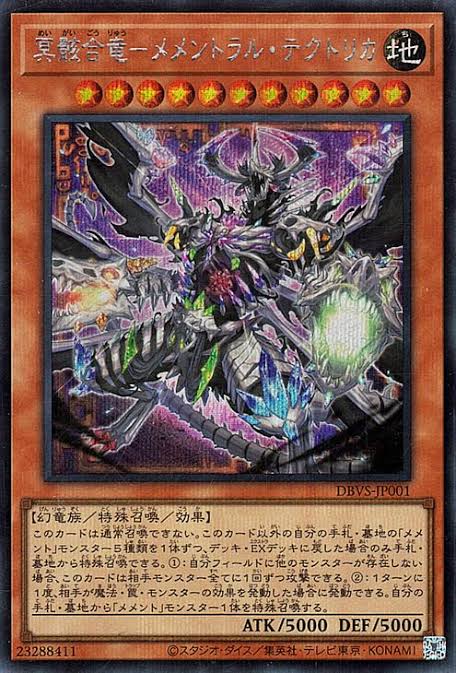 冥骸合竜－メメントラル・テクトリカ
地
DBVS-JP001
【幻竜族／特殊召喚／効果】
このカードは通常召喚できない。このカード以外の自分の手札・墓地の「メメント」モンスター５種類を１体ずつ、デッキ・EXデッキに戻した場合のみ手札・
墓地から特殊召喚できる。①：自分フィールドに他のモンスターが存在しない
場合、このカードは相手モンスター全てに１回ずつ攻撃できる。②：１ターンに
１度、相手が魔法・罠・モンスターの効果を発動した場合に発動できる。自分の
手札・墓地から「メメント」モンスター１体を特殊召喚する。
ATK/5000 DEF/5000
23288411
©スタジオ・ダイス／集英社・テレビ東京・KONAMI